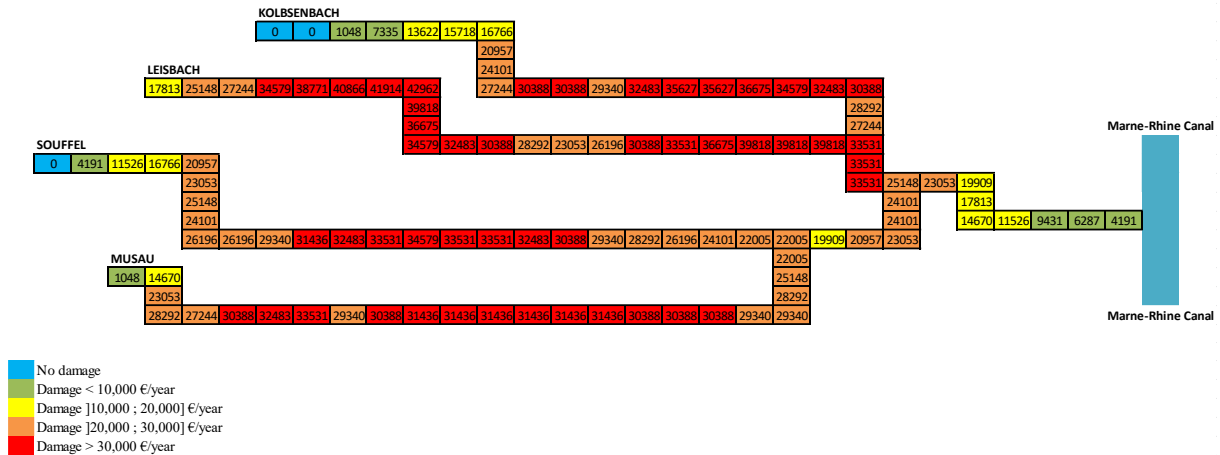 KOLBSENBACH
0 0 1048 7335 13622 15718 16766
20957
24101
LEISBACH
17813 25148 27244 34579 38771 40866 41914 42962 27244 30388 30388 29340 32483 35627 35627 36675 34579 32483 30388
39818 28292
36675 27244
Marne-Rhine Canal
34579 32483 30388 28292 23053 26196 30388 33531 36675 39818 39818 39818 33531
SOUFFEL
0 4191 11526 16766 20957 33531
23053 33531 25148 23053 19909
25148 24101 17813
24101 24101 14670 11526 9431 6287 4191
26196 26196 29340 31436 32483 33531 34579 33531 33531 32483 30388 29340 28292 26196 24101 22005 22005 19909 20957 23053
MUSAU
22005
1048 14670 25148
23053 28292
28292 27244 30388 32483 33531 29340 30388 31436 31436 31436 31436 31436 31436 30388 30388 30388 29340 29340
Marne-Rhine Canal
No damage
Damage < 10,000 €/year
Damage ]10,000 ; 20,000] €/year
Damage ]20,000 ; 30,000] €/year
Damage > 30,000 €/year